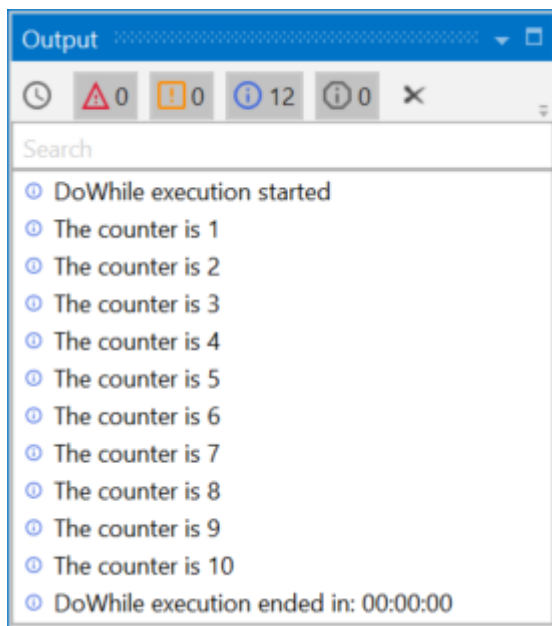 Output
0 0 12 0
Search
DoWhile execution started
The counter is 1
The counter is 2
The counter is 3
The counter is 4
The counter is 5
The counter is 6
The counter is 7
The counter is 8
The counter is 9
The counter is 10
DoWhile execution ended in: 00:00:00